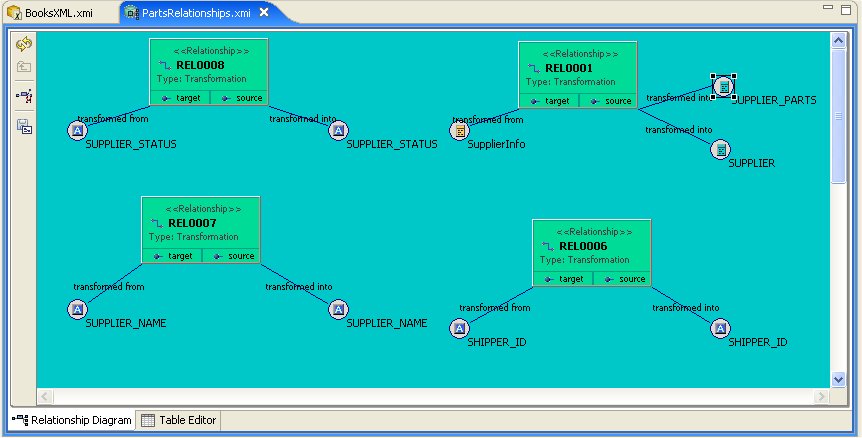 BooksXML.xmi
PartsRelationships.xmi
<<Relationship>>
REL0008
Type: Transformation
target source
transformed from
transformed into
SUPPLIER_STATUS
SUPPLIER_STATUS
<<Relationship>>
REL0001
Type: Transformation
target source
transformed from
transformed into
SUPPLIER_PARTS
transformed into
SupplierInfo
SUPPLIER
<<Relationship>>
REL0007
Type: Transformation
target source
transformed from
transformed into
SUPPLIER_NAME
SUPPLIER_NAME
<<Relationship>>
REL0006
Type: Transformation
target source
transformed from
transformed into
SHIPPER_ID
SHIPPER_ID
Relationship Diagram
Table Editor